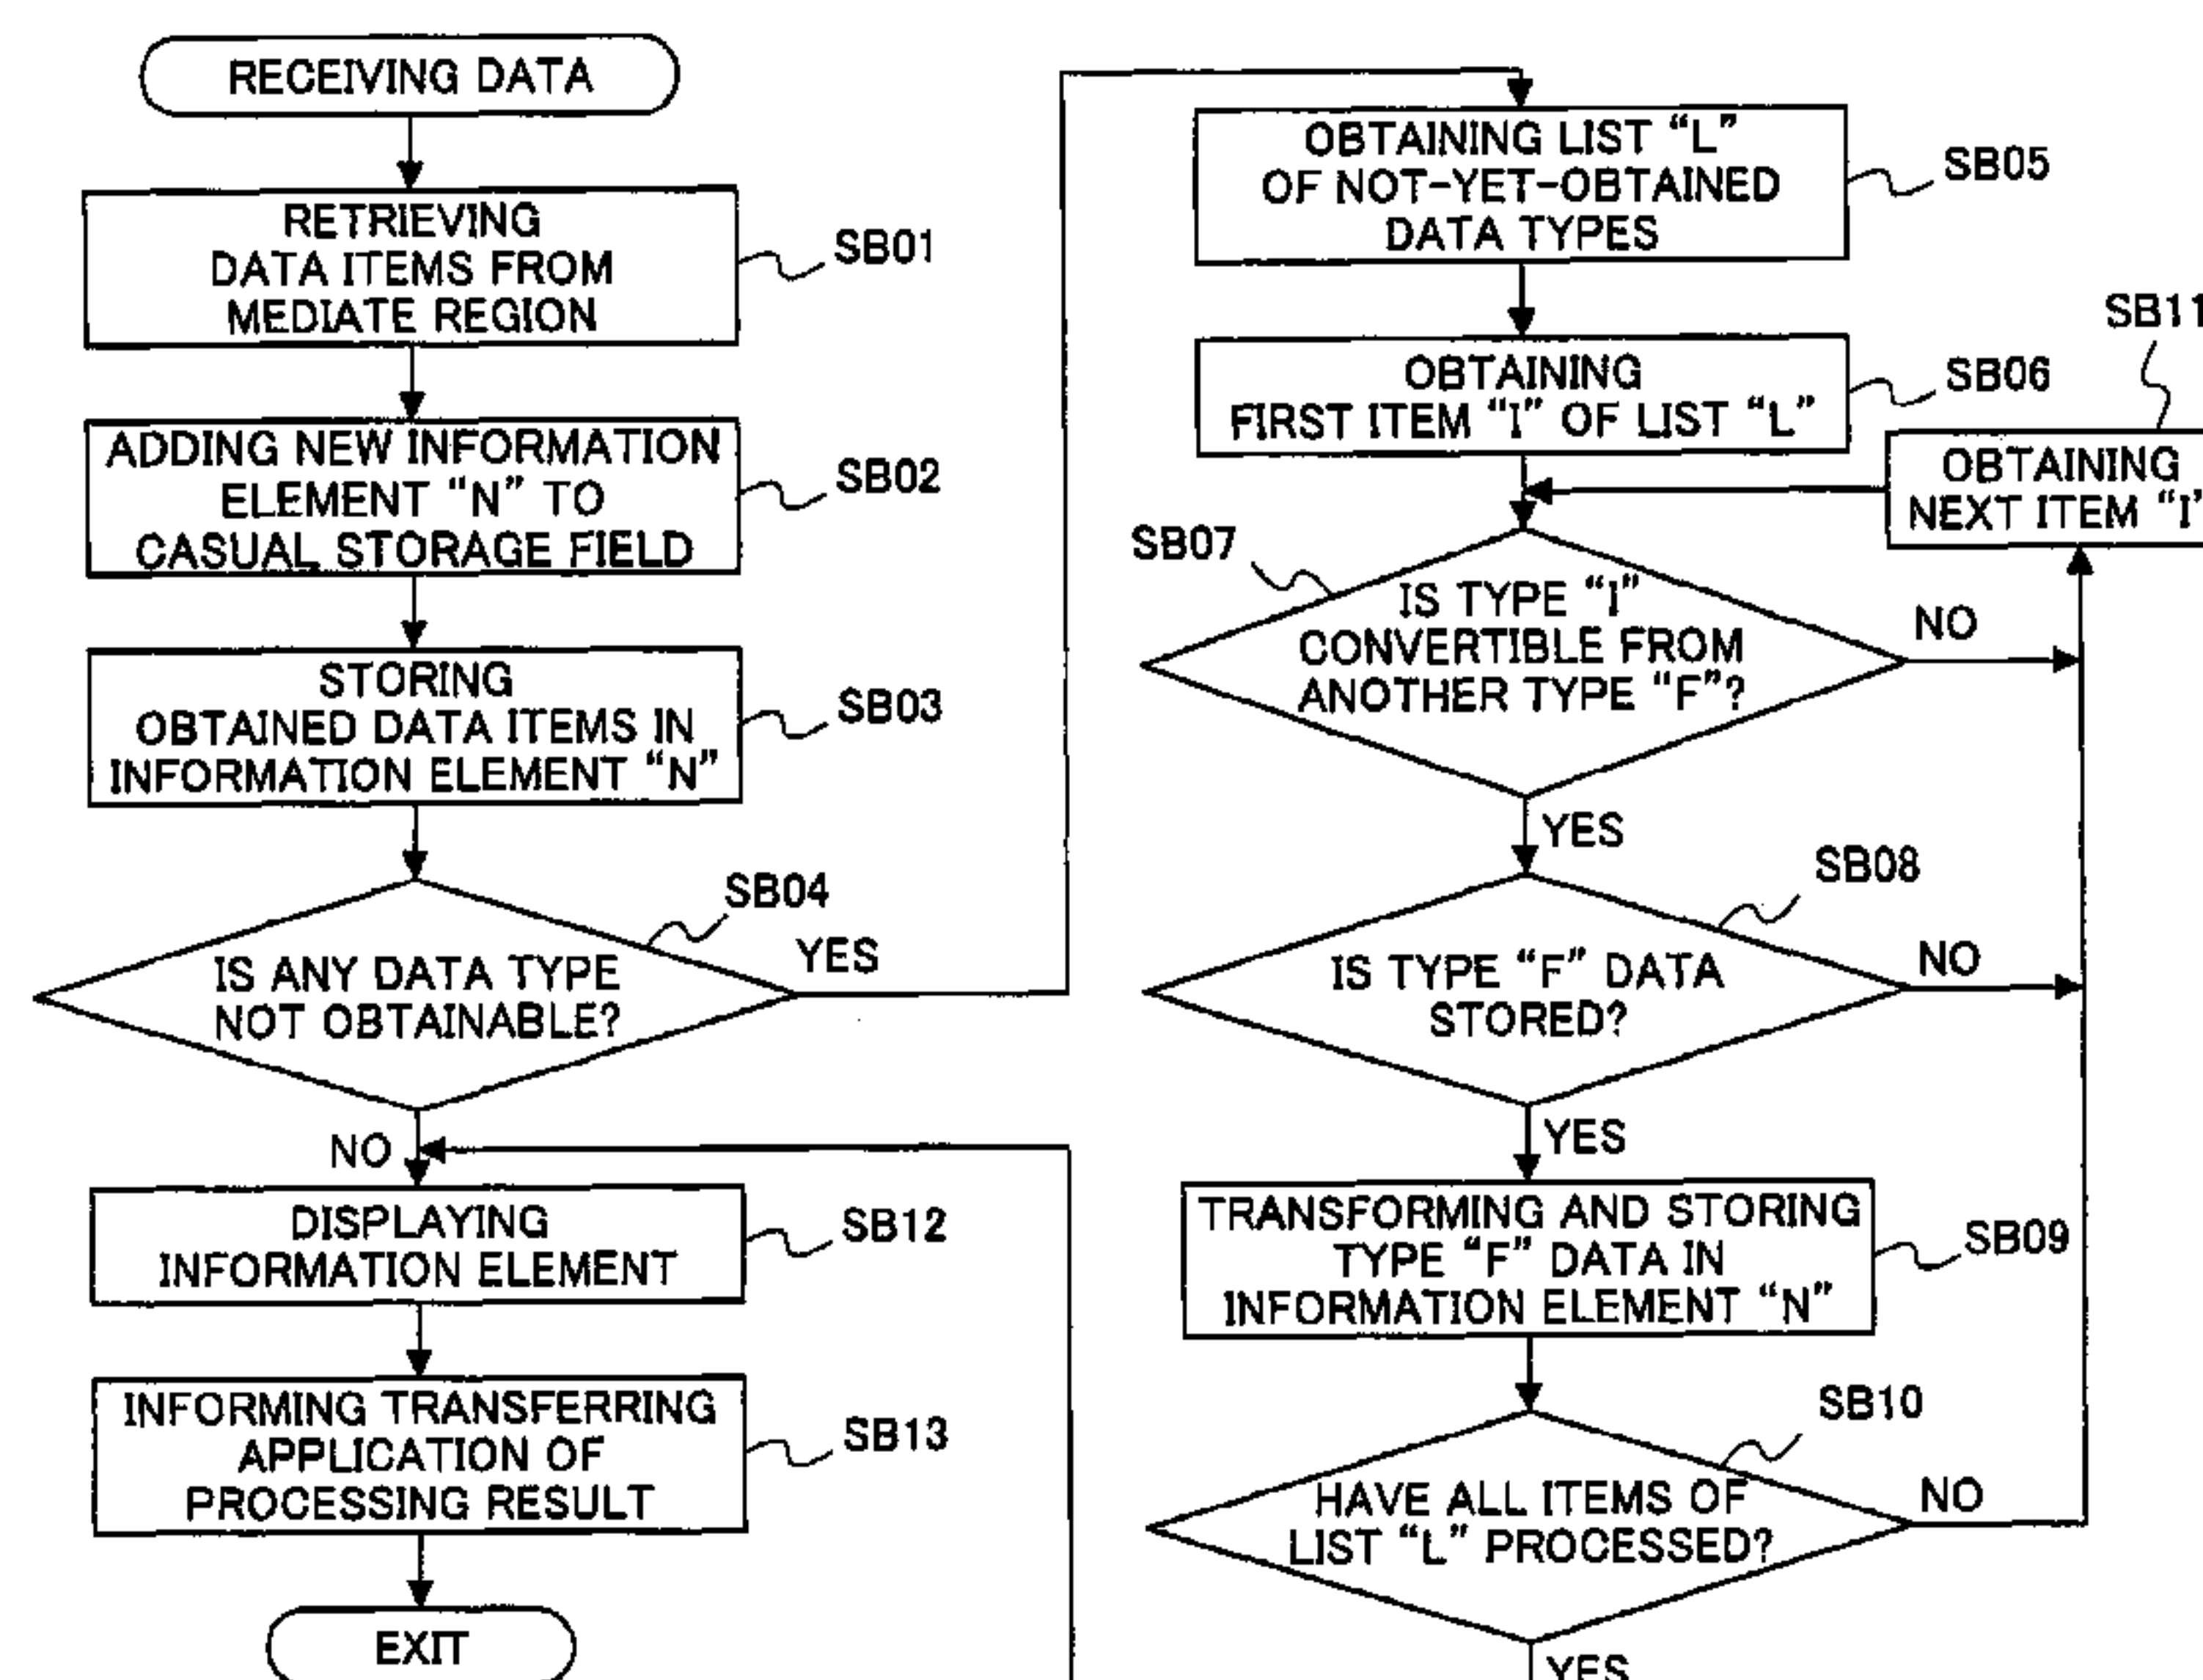 RECEIVING DATA
RETRIEVING
DATA ITEMS FROM
MEDIATE REGION
SB01
ADDING NEW INFORMATION
ELEMENT “N” TO
CASUAL STORAGE FIELD
SB02
STORING
OBTAINED DATA ITEMS IN
INFORMATION ELEMENT “N”
SB03
SB04
IS ANY DATA TYPE
NOT OBTAINABLE?
YES
NO
DISPLAYING
INFORMATION ELEMENT
SB12
INFORMING TRANSFERRING
APPLICATION OF
PROCESSING RESULT
SB13
EXIT
OBTAINING LIST “L”
OF NOT-YET-OBTAINED
DATA TYPES
SB05
OBTAINING
FIRST ITEM “I” OF LIST “L”
SB06
SB11
OBTAINING
NEXT ITEM “I”
SB07
IS TYPE “I”
CONVERTIBLE FROM
ANOTHER TYPE “F”?
NO
YES
SB08
IS TYPE “F” DATA
STORED?
NO
YES
TRANSFORMING AND STORING
TYPE “F” DATA IN
INFORMATION ELEMENT “N”
SB09
SB10
HAVE ALL ITEMS OF
LIST “L” PROCESSED?
NO
YES